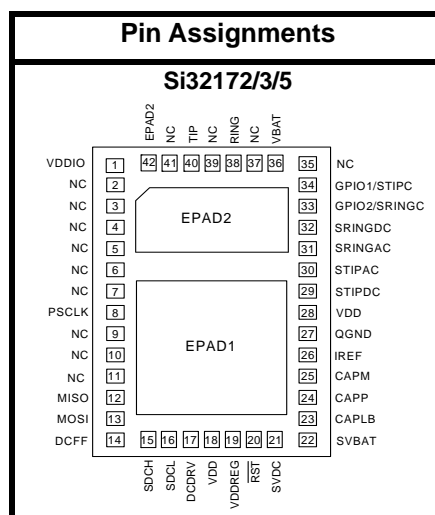 Pin Assignments
Si32172/3/5
EPAD2 NC TIP NC RING NC VBAT
42 41 40 39 38 37 36
VDDIO 1 35 NC
NC 2 34 GPIO1/STIPC
NC 3 33 GPIO2/SRINGC
NC 4 32 SRINGDC
EPAD2
NC 5 31 SRINGAC
NC 6 30 STIPAC
NC 7 29 STIPDC
PSCLK 8 28 VDD
NC 9 27 QGND
EPAD1
NC 10 26 IREF
NC 11 25 CAPM
MISO 12 24 CAPP
MOSI 13 23 CAPLB
DCFF 14 22 SVBAT
15 16 17 18 19 20 21
SDCH SDCL DCDRV VDD VDDREG RST SVDC